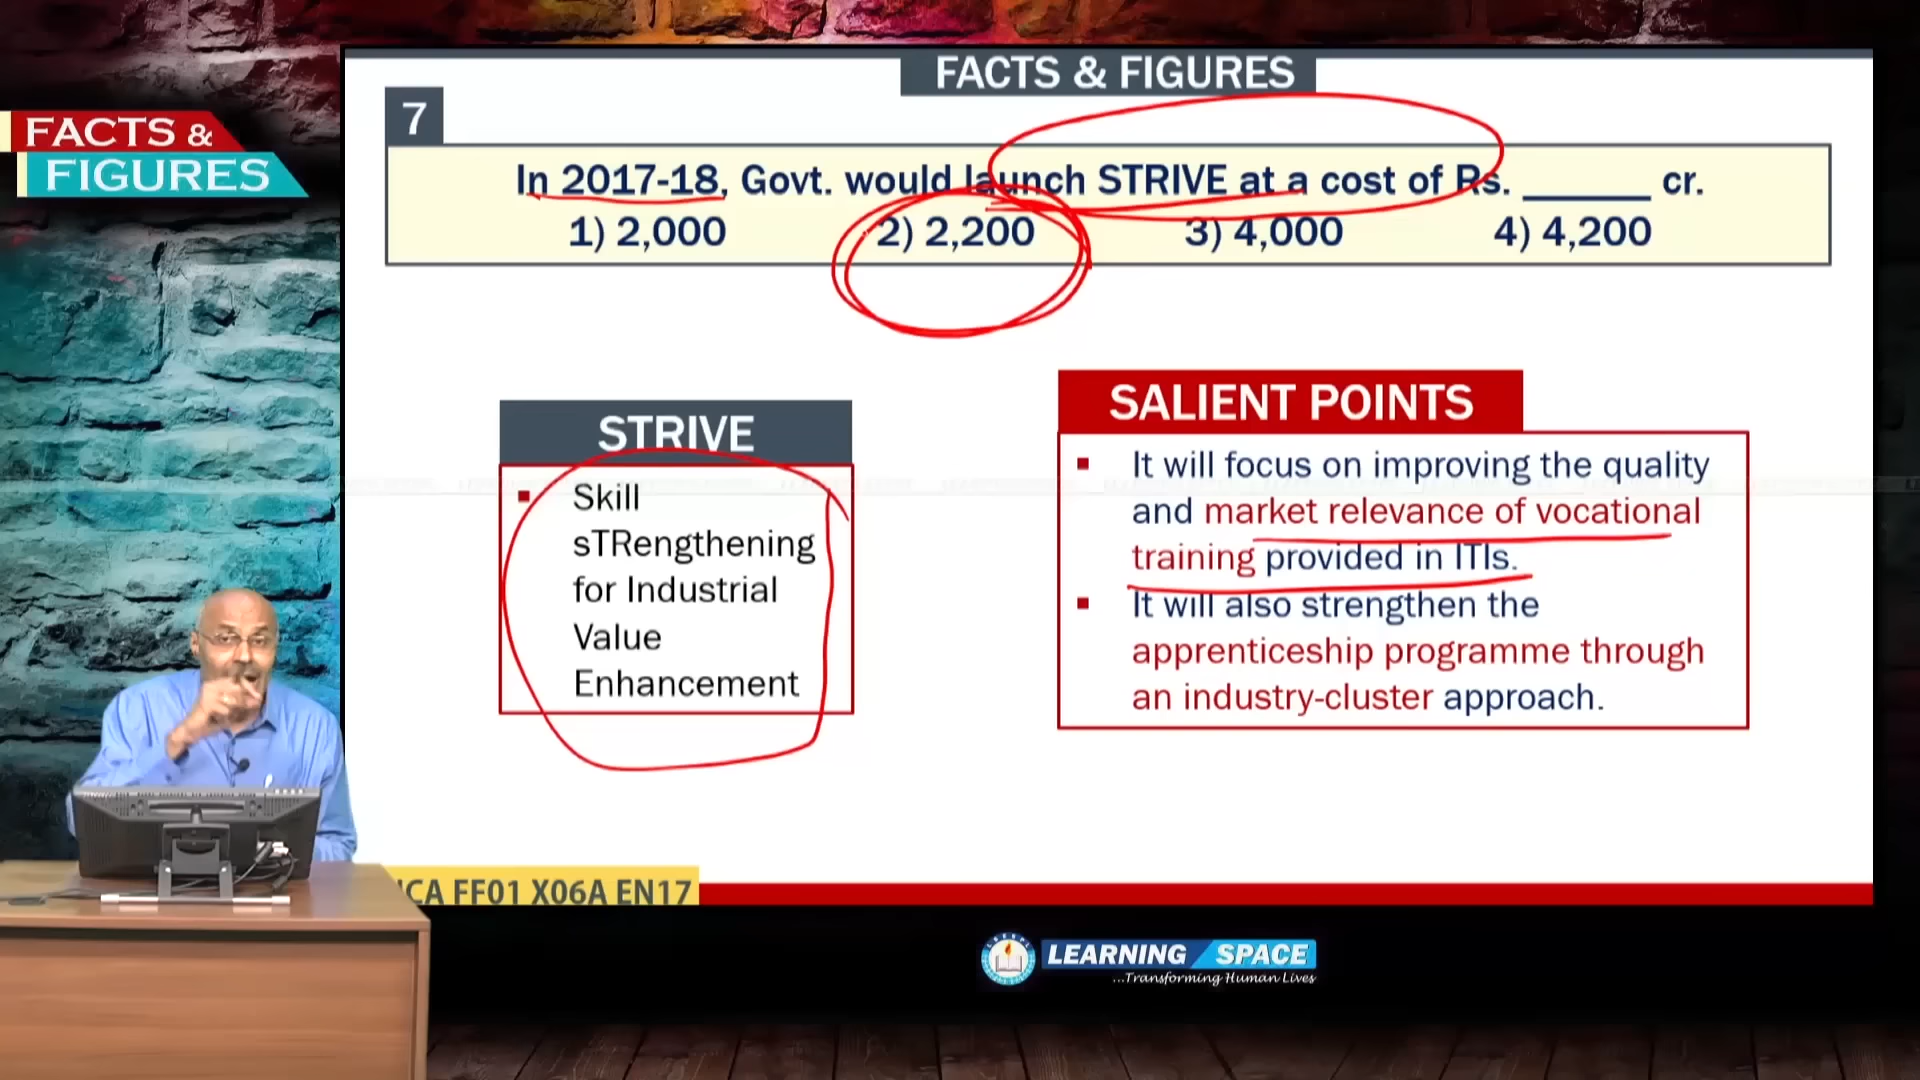 FACTS & FIGURES
FACTS &
FIGURES
7
In 2017-18, Govt. would launch STRIVE at a cost of Rs. ______ cr.
1) 2,000 2) 2,200 3) 4,000 4) 4,200
STRIVE
▪ Skill
sTRengthening
for Industrial
Value
Enhancement
SALIENT POINTS
▪ It will focus on improving the quality
and market relevance of vocational
training provided in ITIs.
▪ It will also strengthen the
apprenticeship programme through
an industry-cluster approach.
CA FF01 X06A EN17
LEARNING SPACE
...Transforming Human Lives